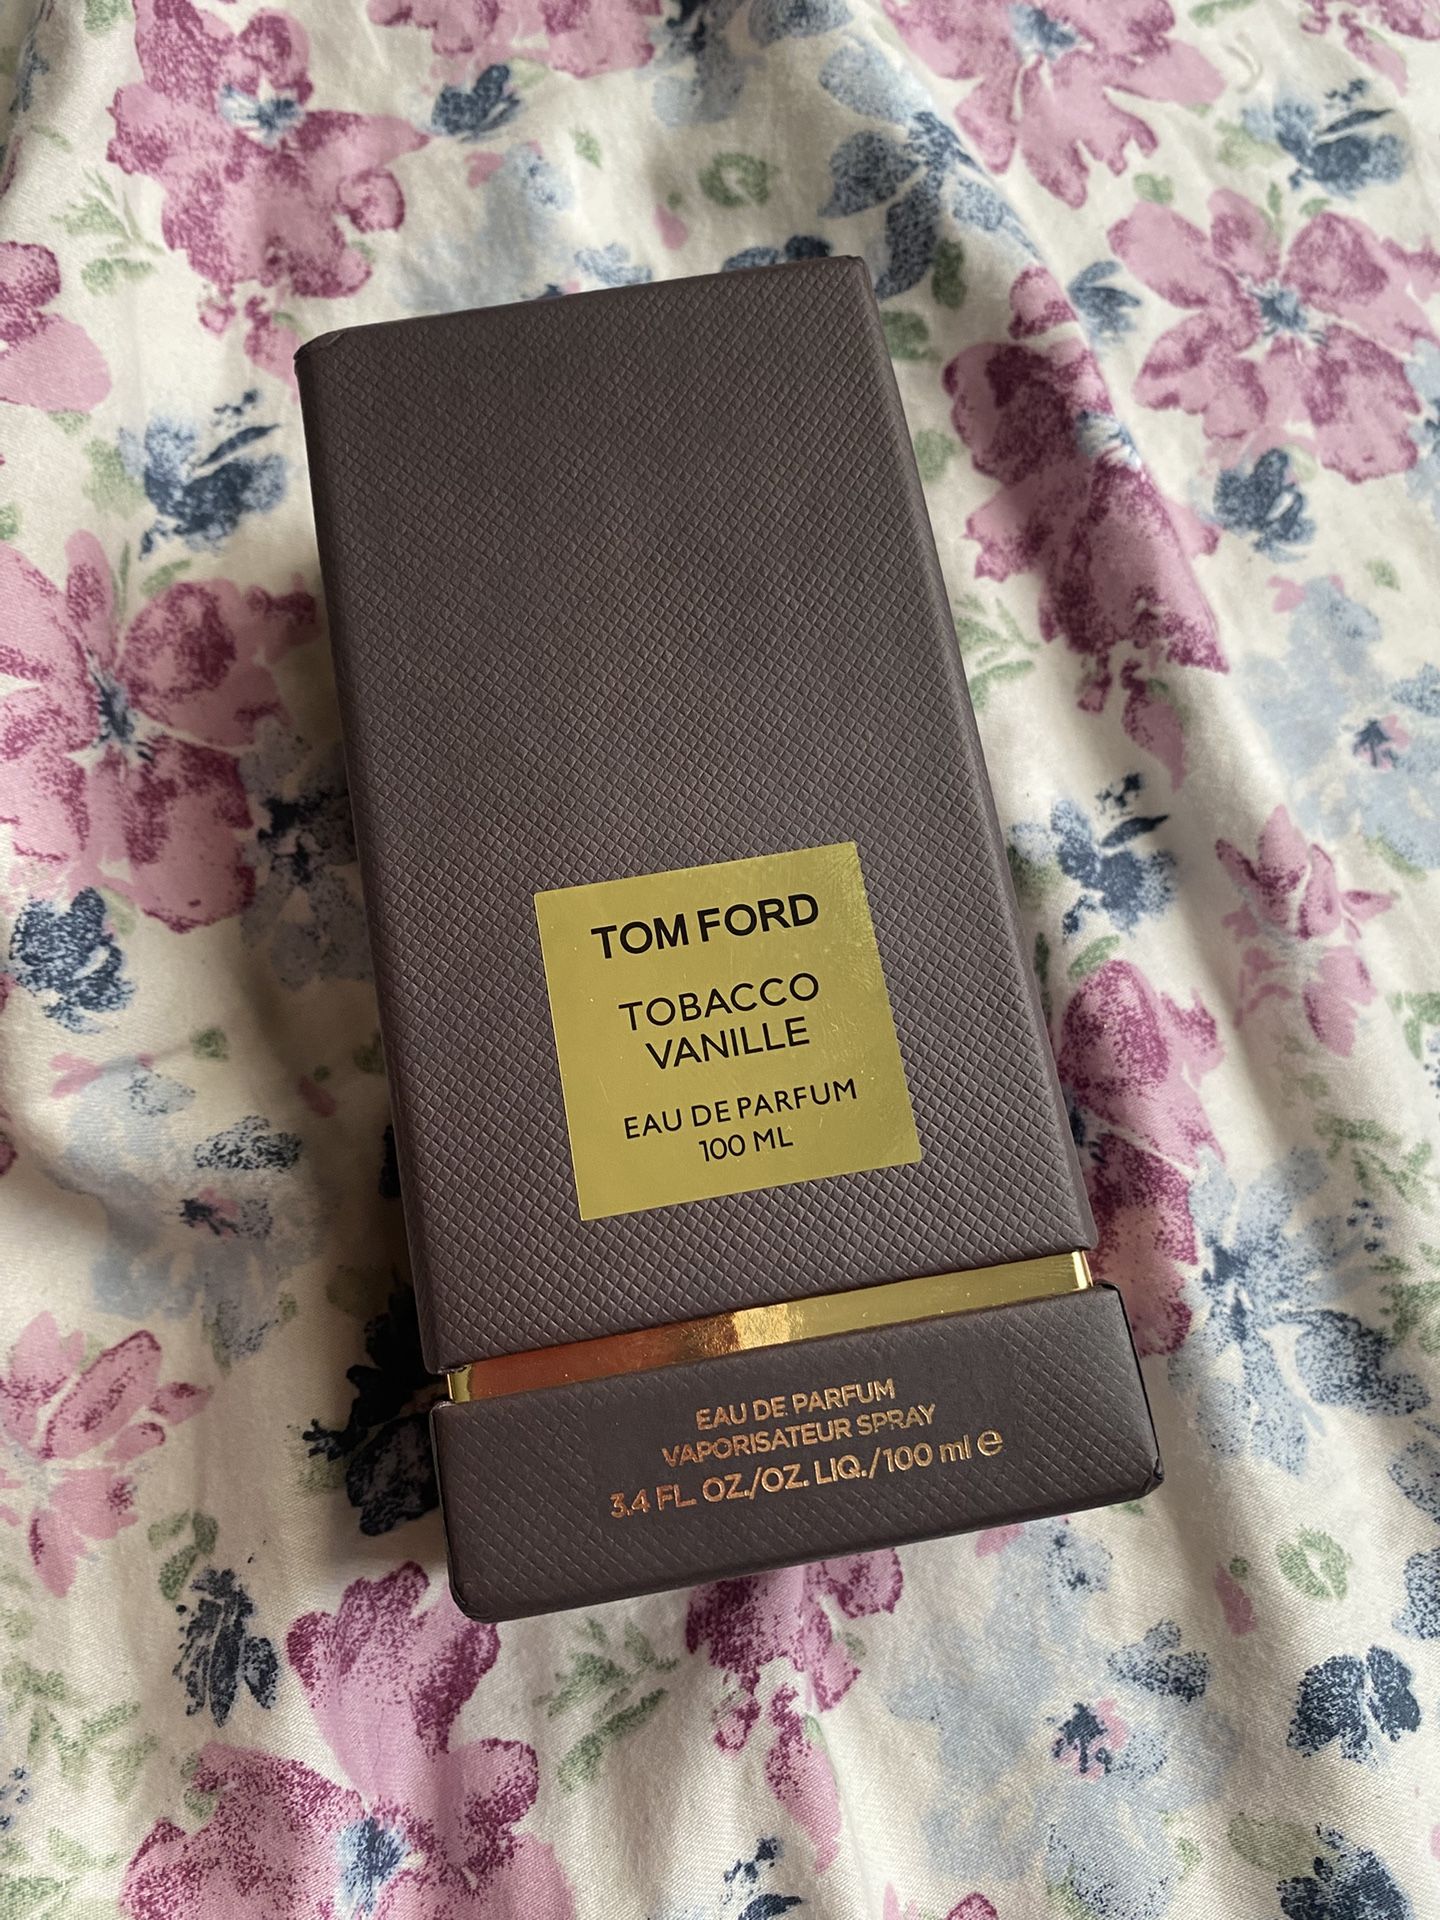 TOM FORD
TOBACCO
VANILLE
EAU DE PARFUM
100 ML
EAU DE PARFUM
VAPORISATEUR SPRAY
3.4 FL. OZ./OZ. LIQ./100 ml ℮